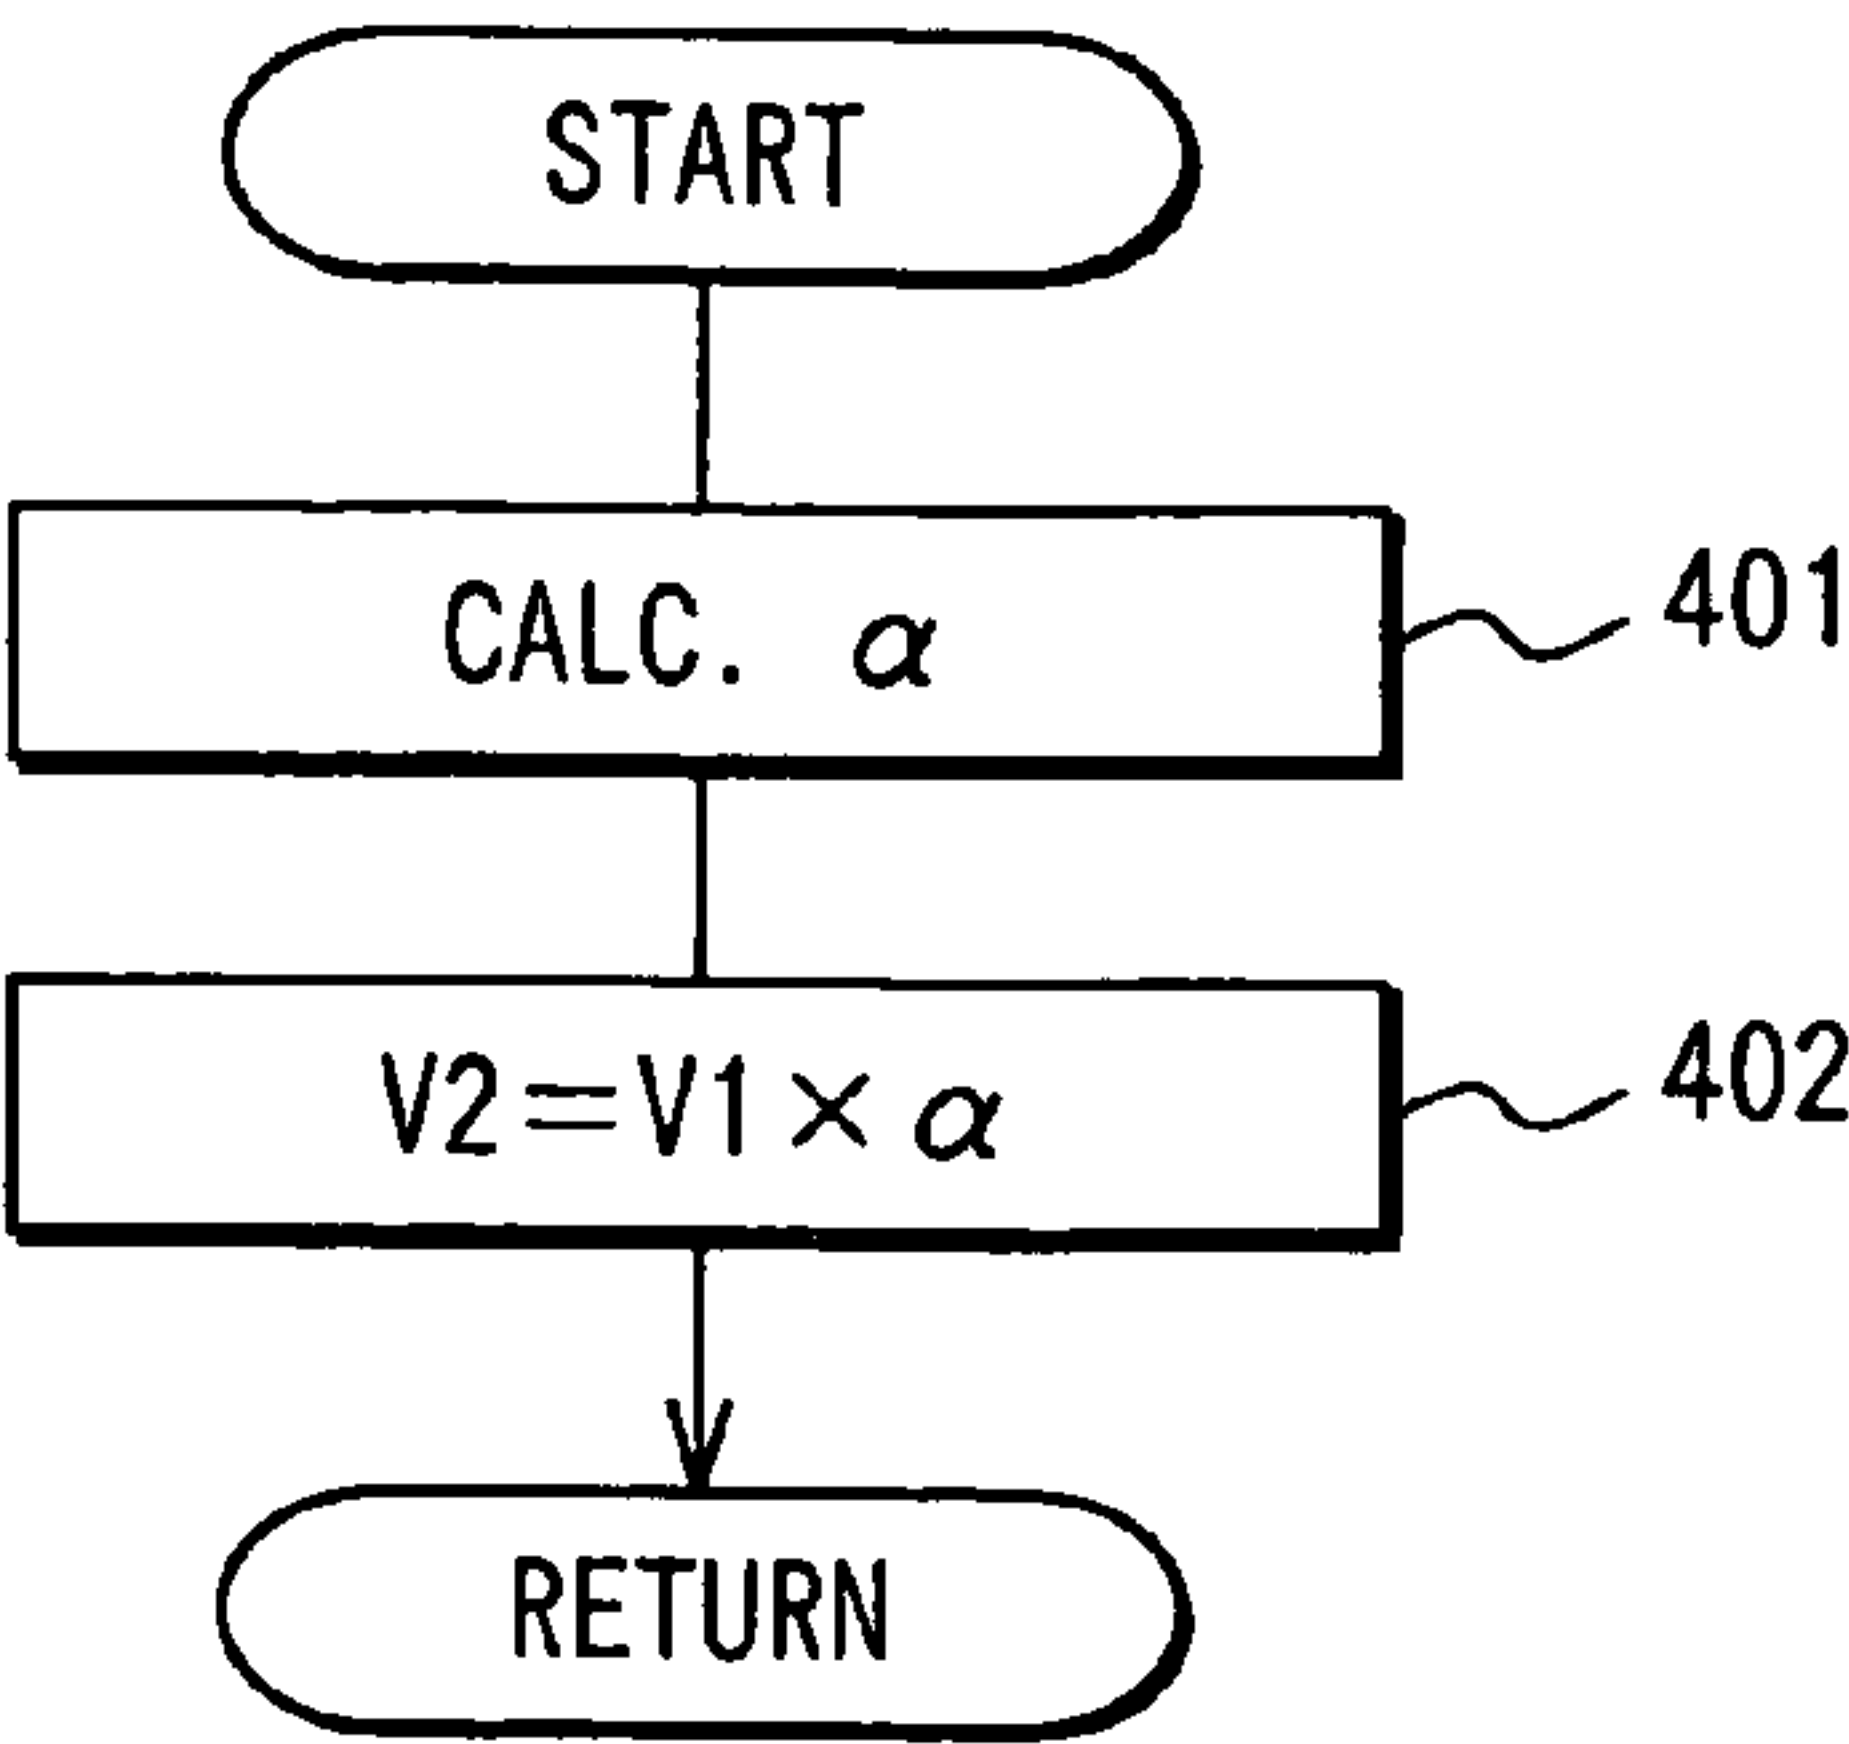 START
CALC. α
401
V2=V1×α
402
RETURN